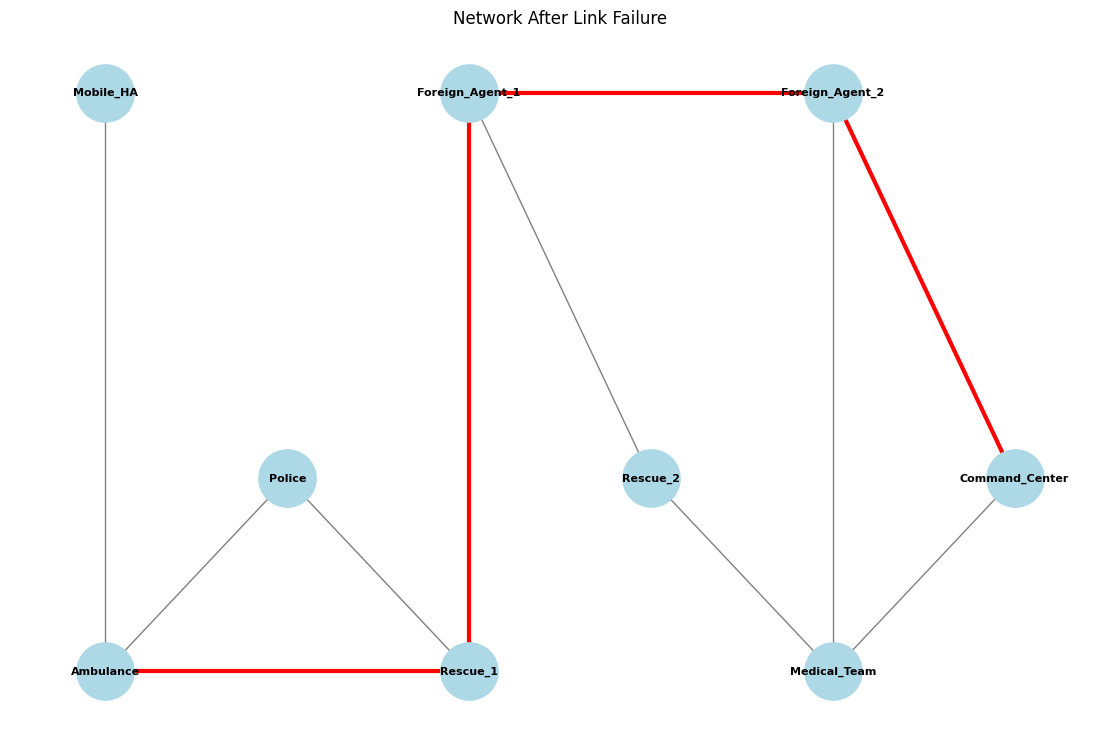 Network After Link Failure
Mobile_HA
Foreign_Agent_1
Foreign_Agent_2
Police
Rescue_2
Command_Center
Ambulance
Rescue_1
Medical_Team